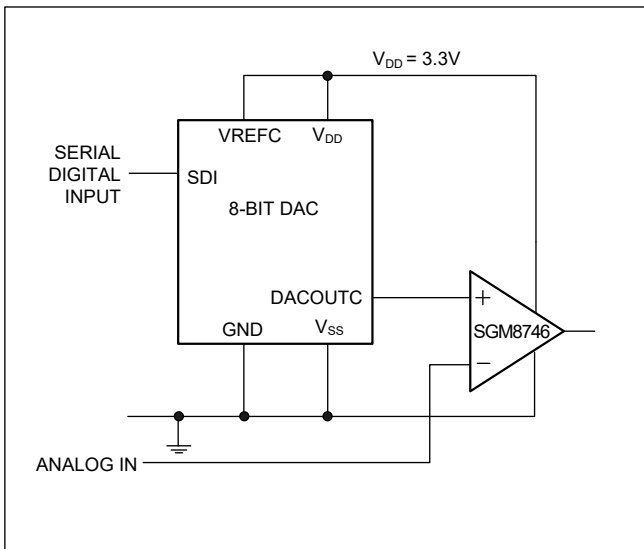 V_DD = 3.3V
VREFC V_DD
SERIAL
DIGITAL
INPUT
SDI
8-BIT DAC
DACOUTC
GND V_SS
+
SGM8746
−
ANALOG IN